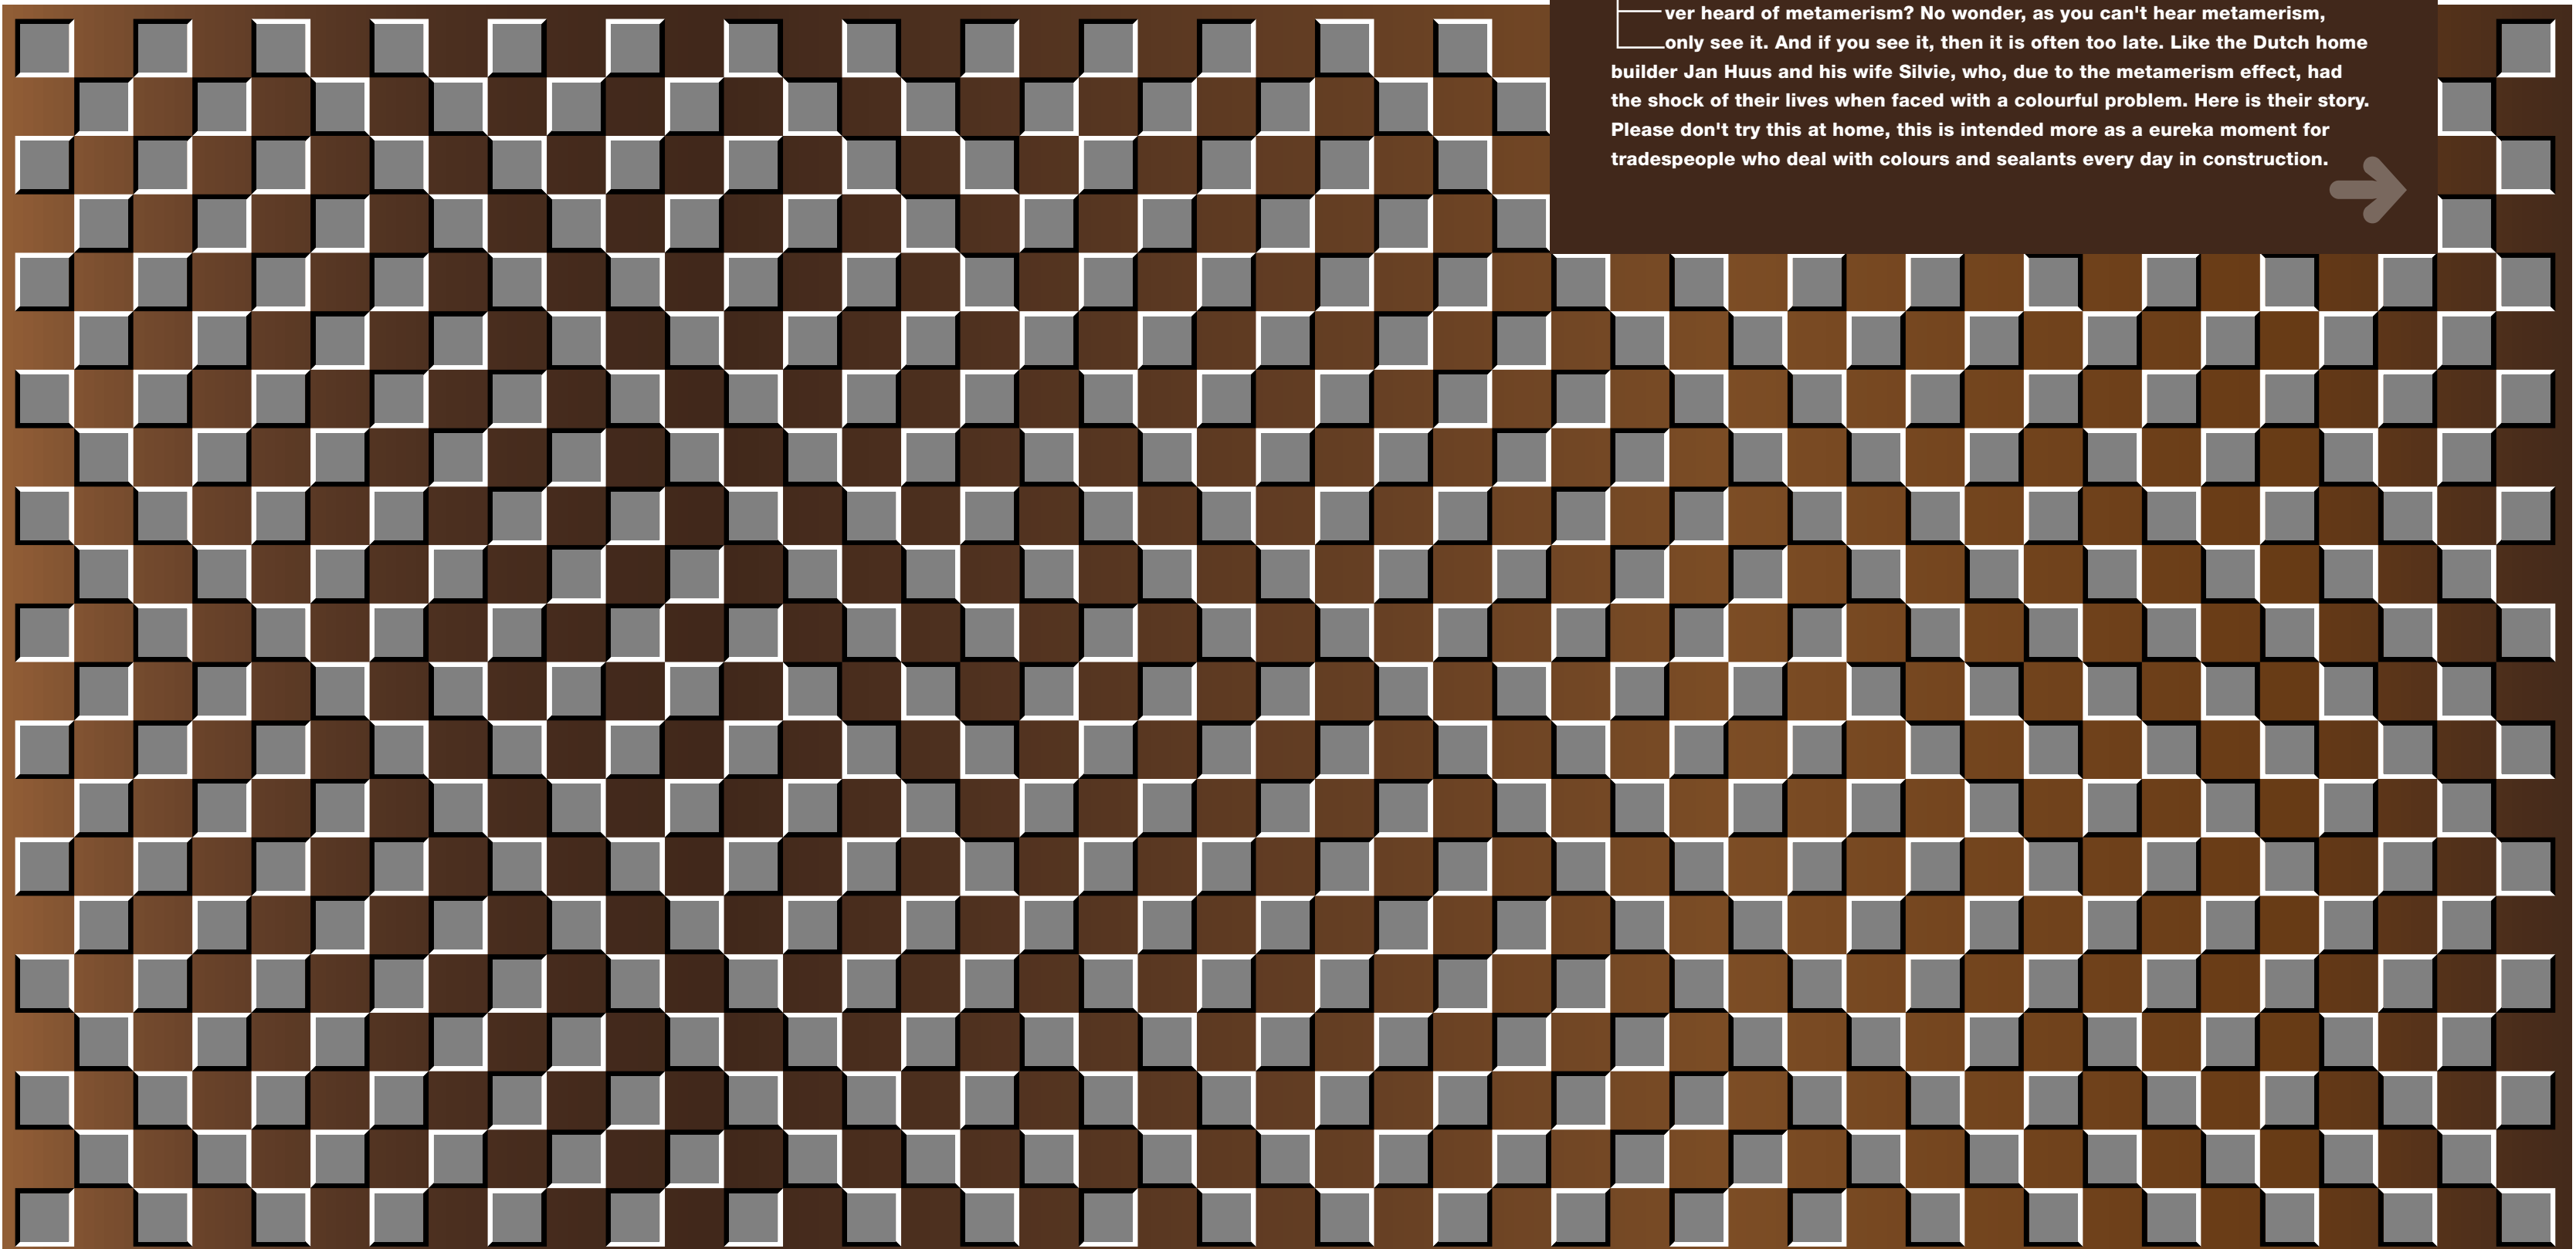 ver heard of metamerism? No wonder, as you can't hear metamerism,
only see it. And if you see it, then it is often too late. Like the Dutch home
builder Jan Huus and his wife Silvie, who, due to the metamerism effect, had
the shock of their lives when faced with a colourful problem. Here is their story.
Please don't try this at home, this is intended more as a eureka moment for
tradespeople who deal with colours and sealants every day in construction.